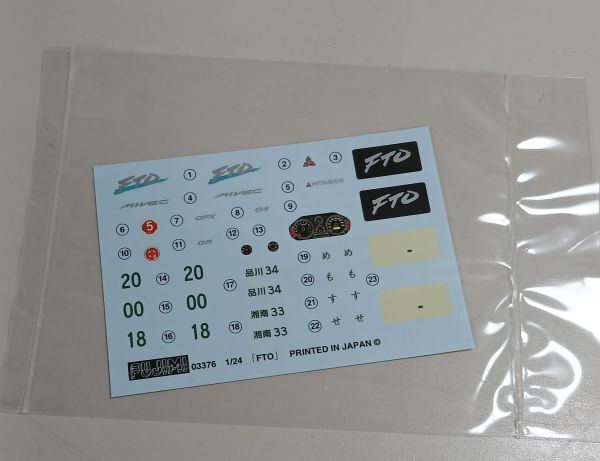 FTO ① FTO ② ③ FTO
MIVEC ④ MIVEC ⑤ MITSUBISHI
⑥ 5 ⑦ GPX ⑧ GS ⑨ FTO
⑩ ⑪ GR ⑫ ⑬
20 ⑭ 20 ⑰ 品川 34 ⑲ め め
00 ⑮ 00 品川 34 ⑳ も も ㉓
湘南 33 ㉑ す す
18 ⑯ 18 ⑱ 湘南 33 ㉒ せ せ
FUJIMI 03376 1/24 「FTO」 PRINTED IN JAPAN ©